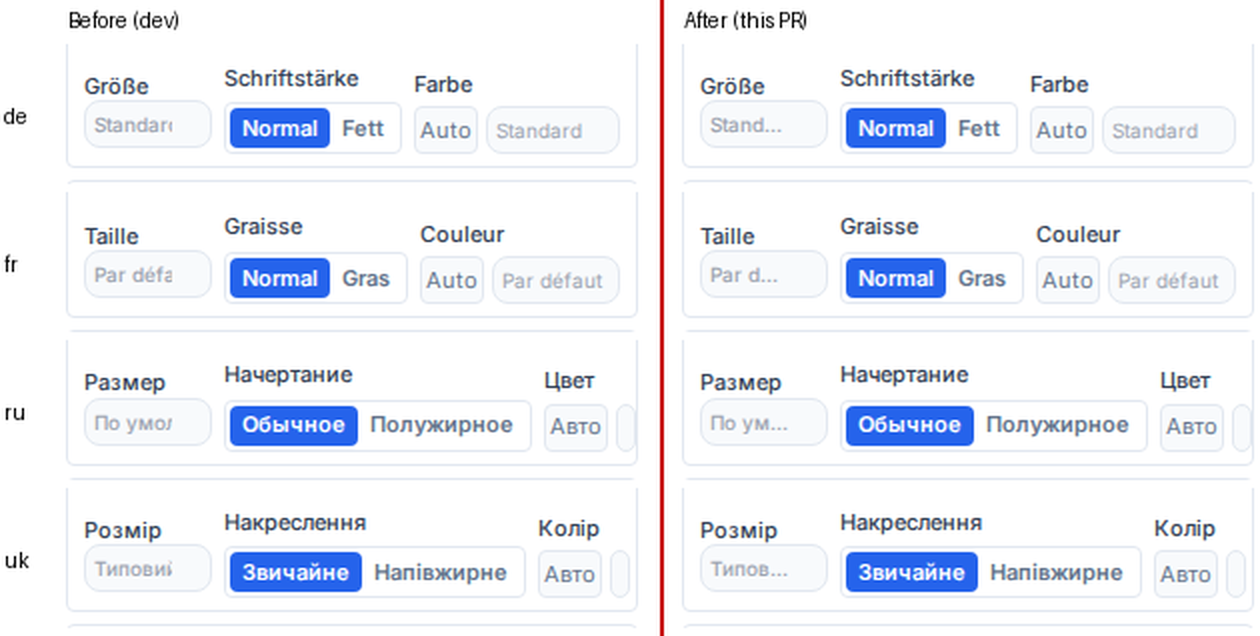 Before (dev)
After (this PR)
de
Größe
Schriftstärke
Farbe
Standard
Normal
Fett
Auto
Standard
Größe
Schriftstärke
Farbe
Stand...
Normal
Fett
Auto
Standard
fr
Taille
Graisse
Couleur
Par défa
Normal
Gras
Auto
Par défaut
Taille
Graisse
Couleur
Par d...
Normal
Gras
Auto
Par défaut
ru
Размер
Начертание
Цвет
По умол
Обычное
Полужирное
Авто
Размер
Начертание
Цвет
По ум...
Обычное
Полужирное
Авто
uk
Розмір
Накреслення
Колір
Типовий
Звичайне
Напівжирне
Авто
Розмір
Накреслення
Колір
Типов...
Звичайне
Напівжирне
Авто